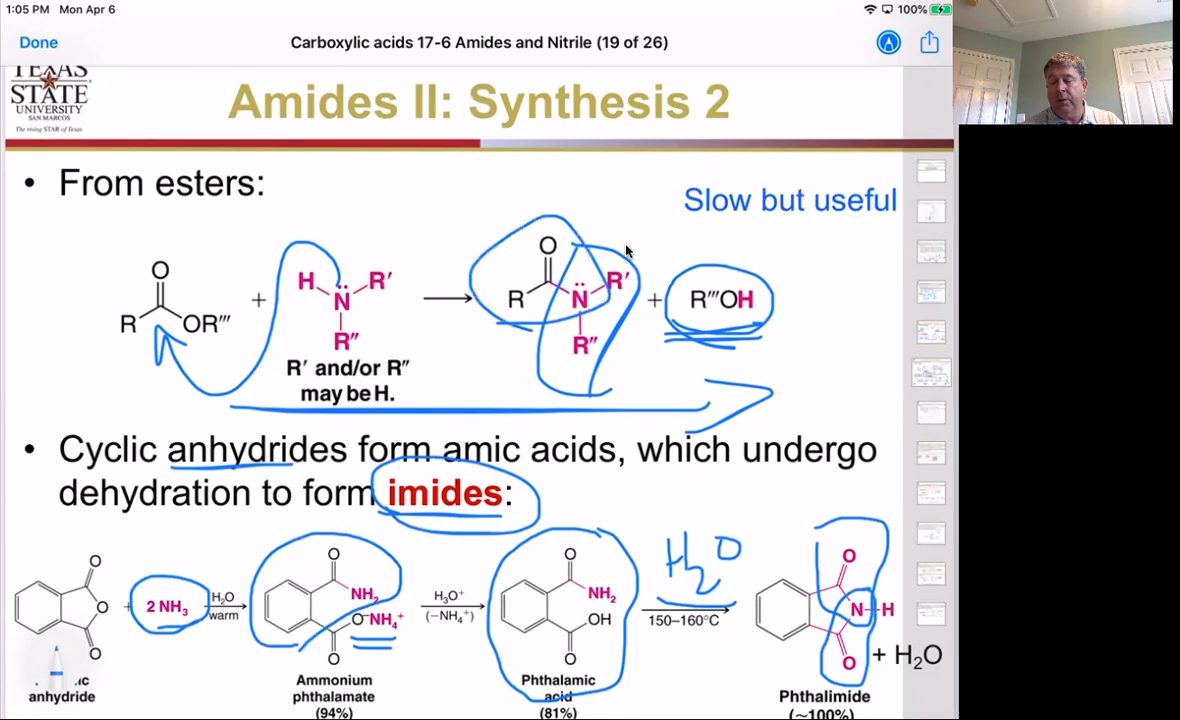 1:05 PM Mon Apr 6
100%
Done
Carboxylic acids 17-6 Amides and Nitrile (19 of 26)
TEXAS
STATE
UNIVERSITY
SAN MARCOS
The rising STAR of Texas
Amides II: Synthesis 2
• From esters:
Slow but useful
O
R OR‴
+
H N̈ R′
R″
R′ and/or R″
may be H.
O
R N̈ R′
R″
+ R‴OH
• Cyclic anhydrides form amic acids, which undergo
dehydration to form imides:
O
O
O
+ 2 NH₃
H₂O
warm
O
NH₂
O⁻NH₄⁺
O
H₃O⁺
(−NH₄⁺)
O
NH₂
OH
O
H₂O
150–160°C
O
N–H
O
+ H₂O
ic
anhydride
Ammonium
phthalamate
(94%)
Phthalamic
acid
(81%)
Phthalimide
(~100%)